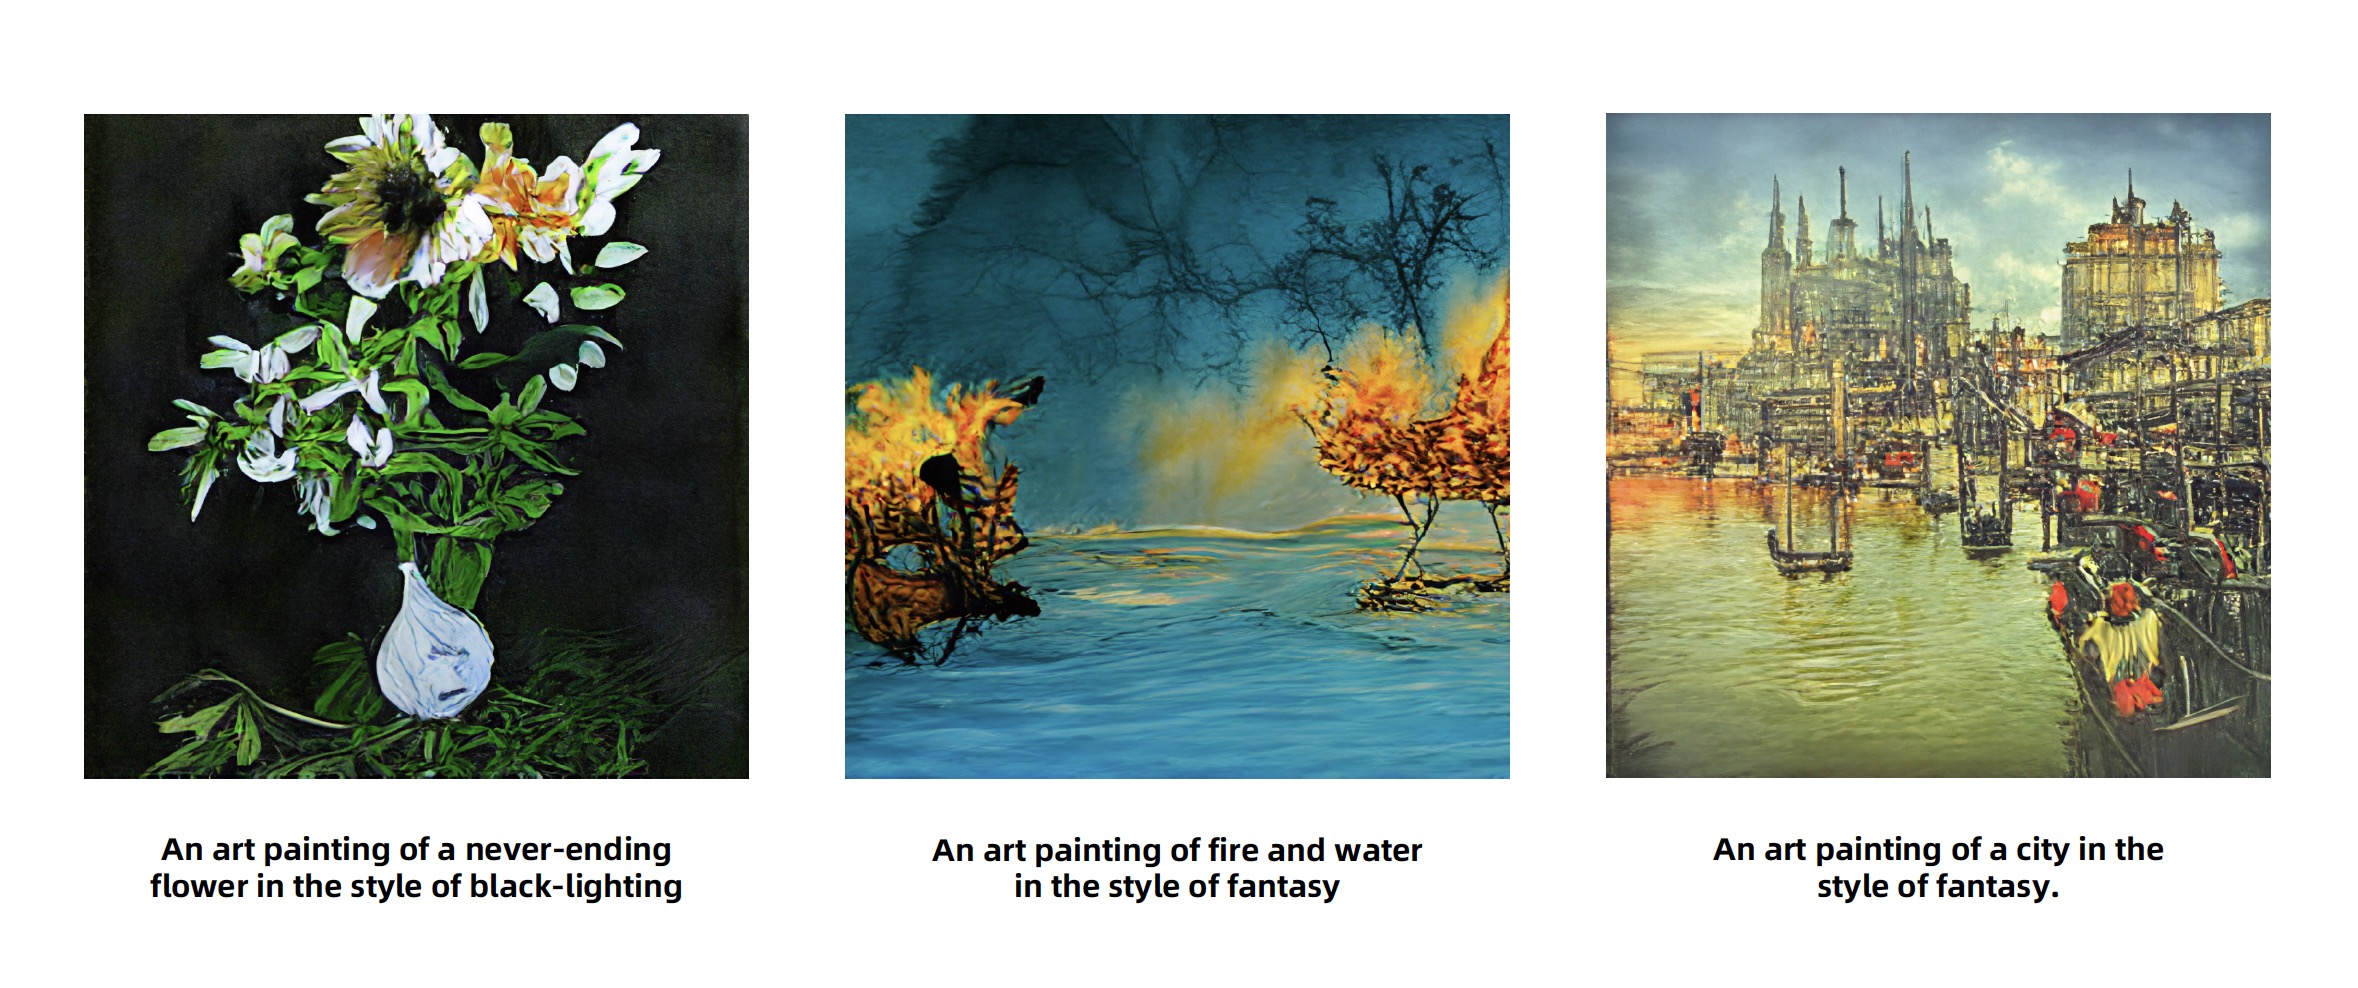 An art painting of a never-ending
flower in the style of black-lighting
An art painting of fire and water
in the style of fantasy
An art painting of a city in the
style of fantasy.